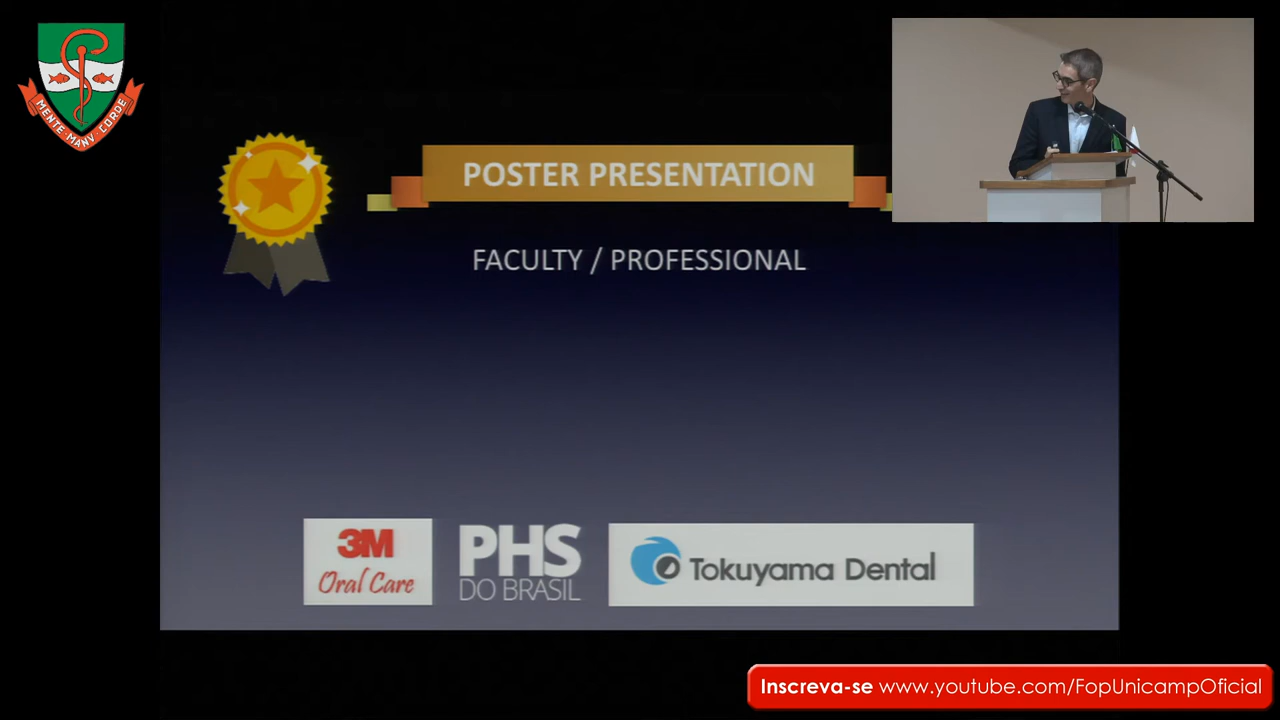 MENTE MANV CORDE
POSTER PRESENTATION
FACULTY / PROFESSIONAL
3M
Oral Care
PHS
DO BRASIL
Tokuyama Dental
Inscreva-se www.youtube.com/FopUnicampOficial